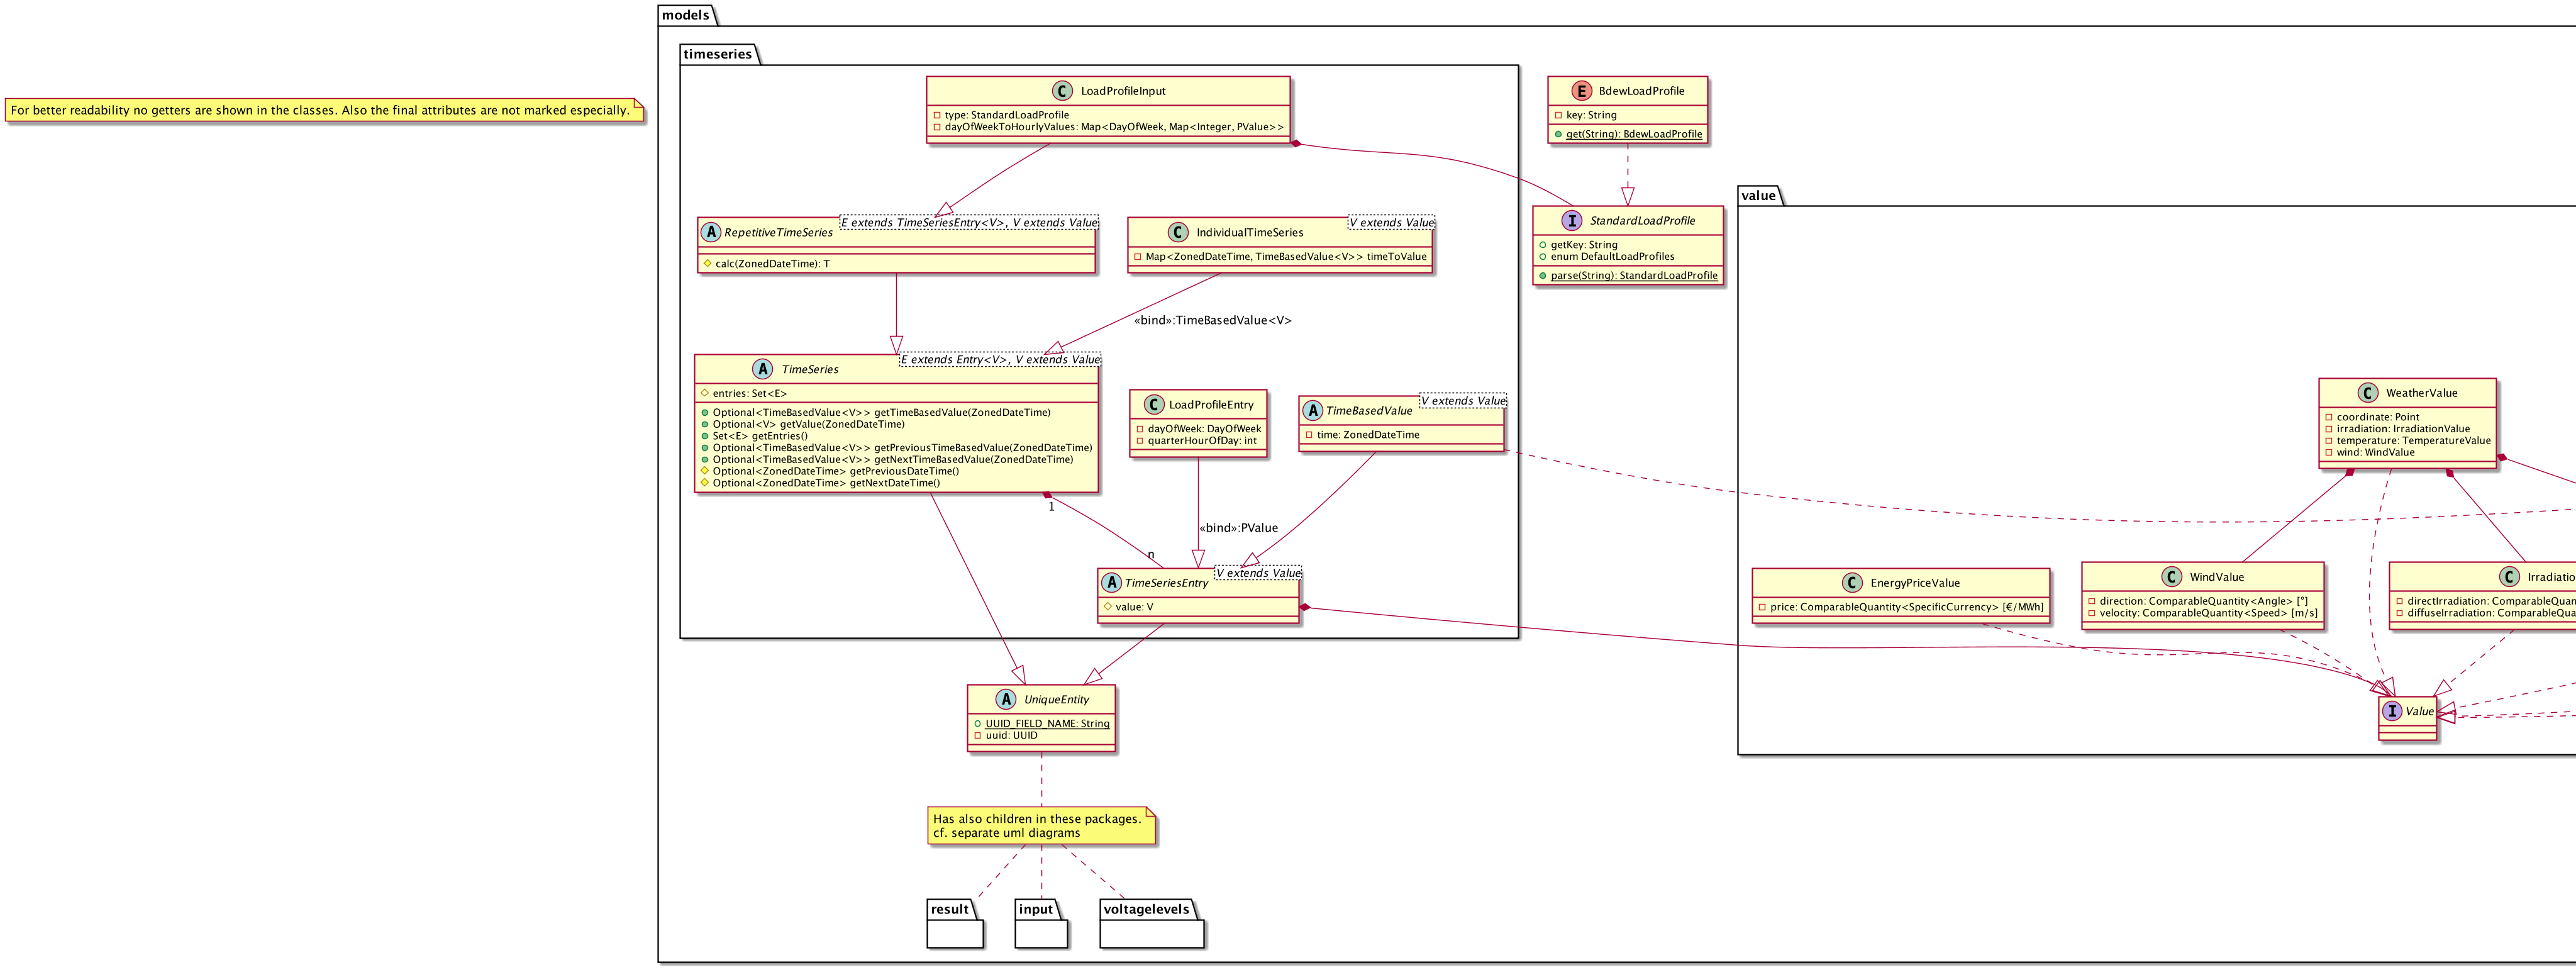 For better readability no getters are shown in the classes. Also the final attributes are not marked especially.
models
timeseries
C LoadProfileInput
type: StandardLoadProfile
dayOfWeekToHourlyValues: Map<DayOfWeek, Map<Integer, PValue>>
E BdewLoadProfile
key: String
get(String): BdewLoadProfile
A RepetitiveTimeSeries
E extends TimeSeriesEntry<V>, V extends Value
calc(ZonedDateTime): T
C IndividualTimeSeries
V extends Value
Map<ZonedDateTime, TimeBasedValue<V>> timeToValue
I StandardLoadProfile
getKey: String
enum DefaultLoadProfiles
parse(String): StandardLoadProfile
«bind»:TimeBasedValue<V>
A TimeSeries
E extends Entry<V>, V extends Value
entries: Set<E>
Optional<TimeBasedValue<V>> getTimeBasedValue(ZonedDateTime)
Optional<V> getValue(ZonedDateTime)
Set<E> getEntries()
Optional<TimeBasedValue<V>> getPreviousTimeBasedValue(ZonedDateTime)
Optional<TimeBasedValue<V>> getNextTimeBasedValue(ZonedDateTime)
Optional<ZonedDateTime> getPreviousDateTime()
Optional<ZonedDateTime> getNextDateTime()
C LoadProfileEntry
dayOfWeek: DayOfWeek
quarterHourOfDay: int
A TimeBasedValue
V extends Value
time: ZonedDateTime
1
n
«bind»:PValue
A TimeSeriesEntry
V extends Value
value: V
A UniqueEntity
UUID_FIELD_NAME: String
uuid: UUID
Has also children in these packages.
cf. separate uml diagrams
result
input
voltagelevels
value
C WeatherValue
coordinate: Point
irradiation: IrradiationValue
temperature: TemperatureValue
wind: WindValue
C EnergyPriceValue
price: ComparableQuantity<SpecificCurrency> [€/MWh]
C WindValue
direction: ComparableQuantity<Angle> [°]
velocity: ComparableQuantity<Speed> [m/s]
C Irradiatio
directIrradiation: ComparableQuan
diffuseIrradiation: ComparableQua
I Value